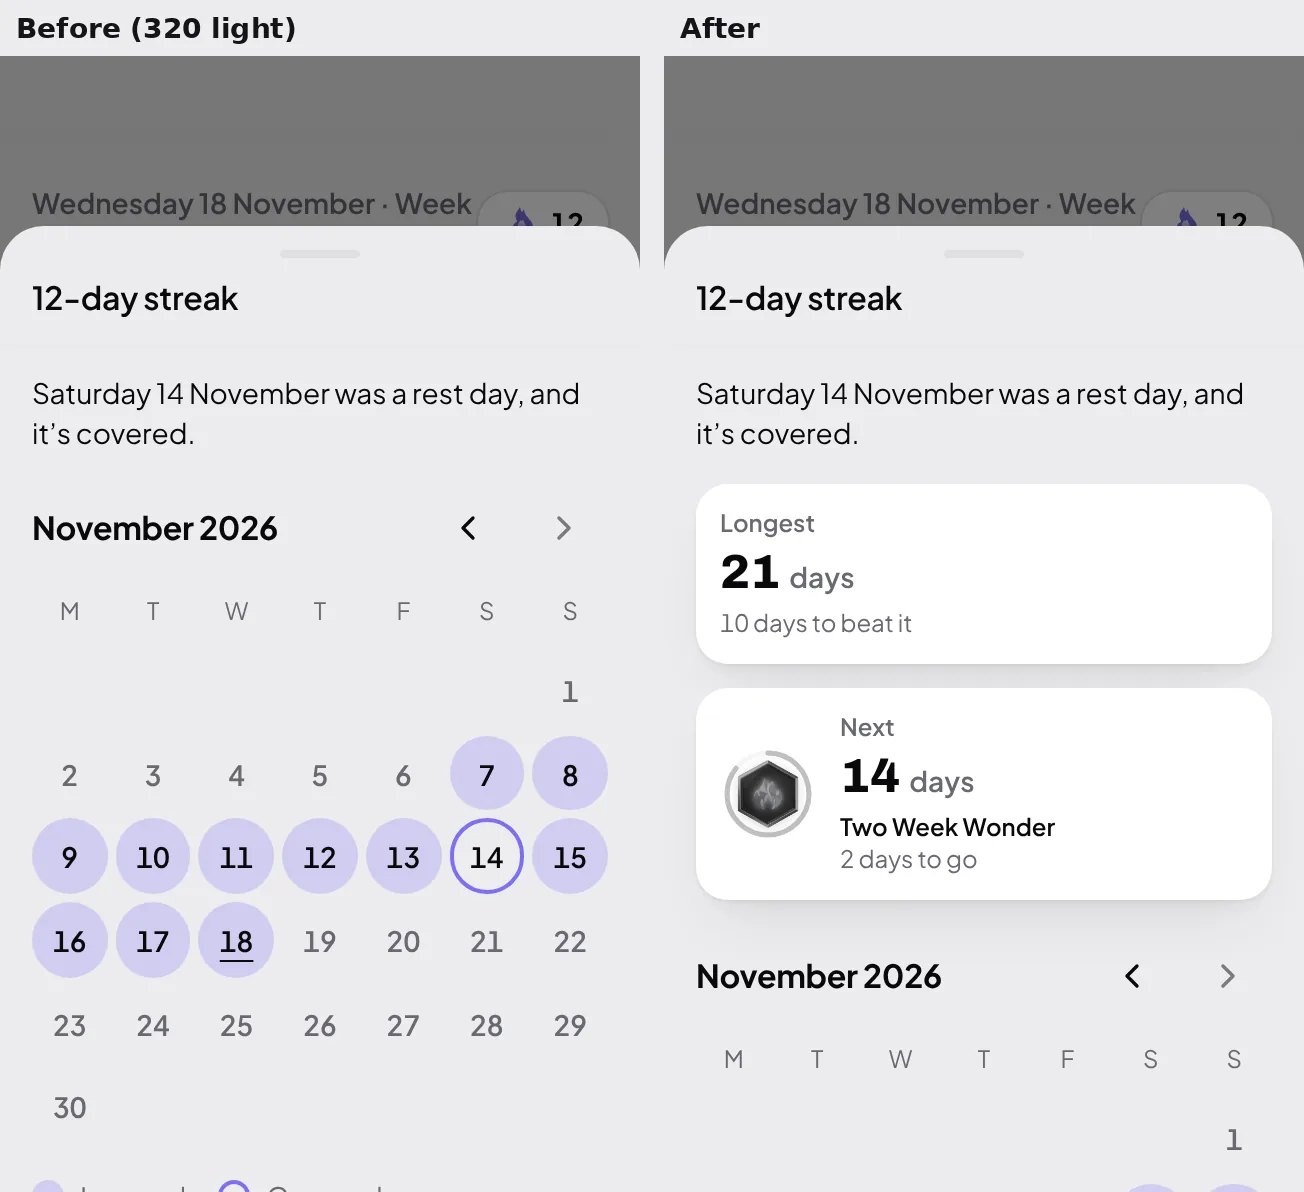 Before (320 light)
Wednesday 18 November · Week
12
12-day streak
Saturday 14 November was a rest day, and
it's covered.
November 2026
M T W T F S S
1
2 3 4 5 6 7 8
9 10 11 12 13 14 15
16 17 18 19 20 21 22
23 24 25 26 27 28 29
30
After
Wednesday 18 November · Week
12
12-day streak
Saturday 14 November was a rest day, and
it's covered.
Longest
21 days
10 days to beat it
Next
14 days
Two Week Wonder
2 days to go
November 2026
M T W T F S S
1